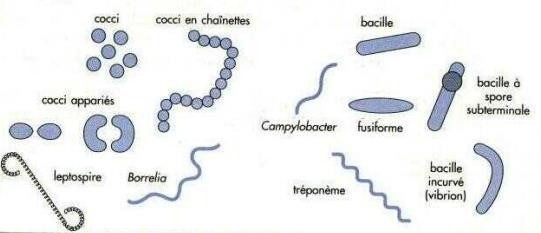 cocci
cocci en chaînettes
cocci appariés
leptospire
Borrelia
bacille
Campylobacter
fusiforme
bacille à
spore
subterminale
tréponème
bacille
incurvé
(vibrion)